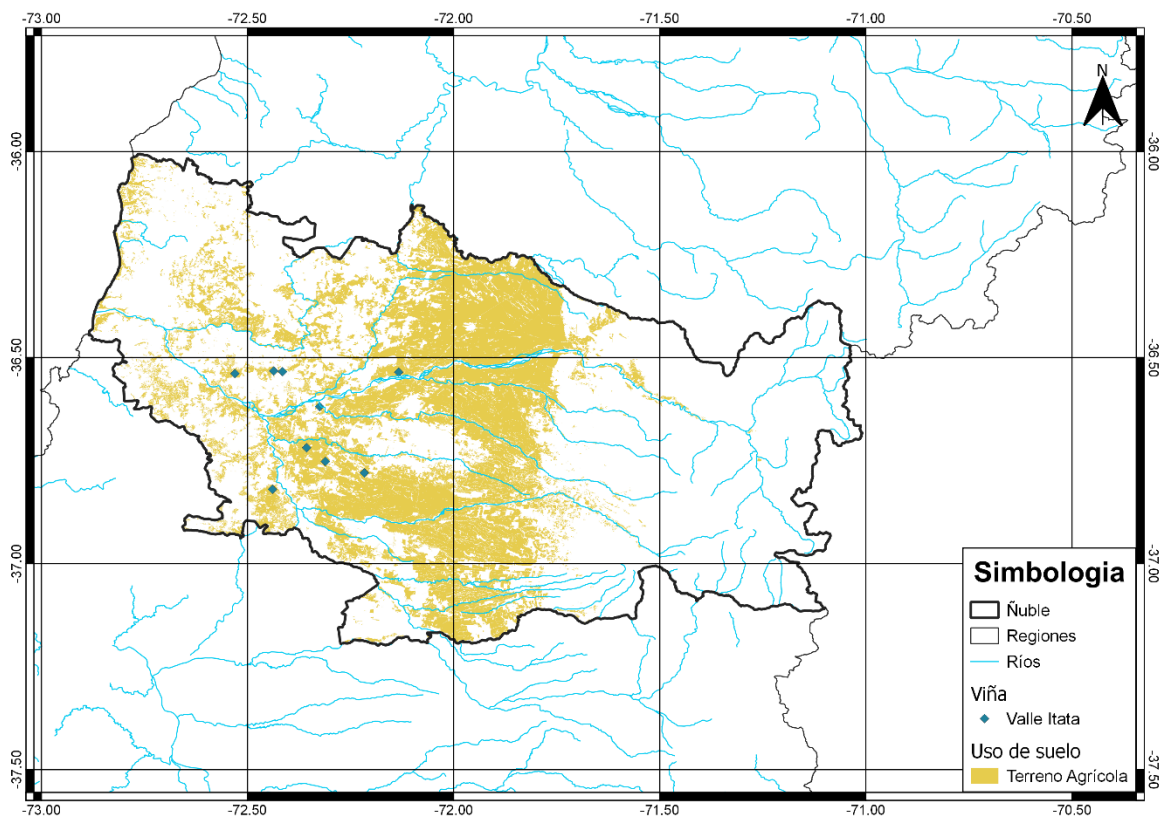 -73.00 -72.50 -72.00 -71.50 -71.00 -70.50
-36.00 -36.00
N
-36.50 -36.50
-37.00 -37.00
-37.50 -37.50
Simbologia
Ñuble
Regiones
Ríos
Viña
Valle Itata
Uso de suelo
Terreno Agrícola
-73.00 -72.50 -72.00 -71.50 -71.00 -70.50